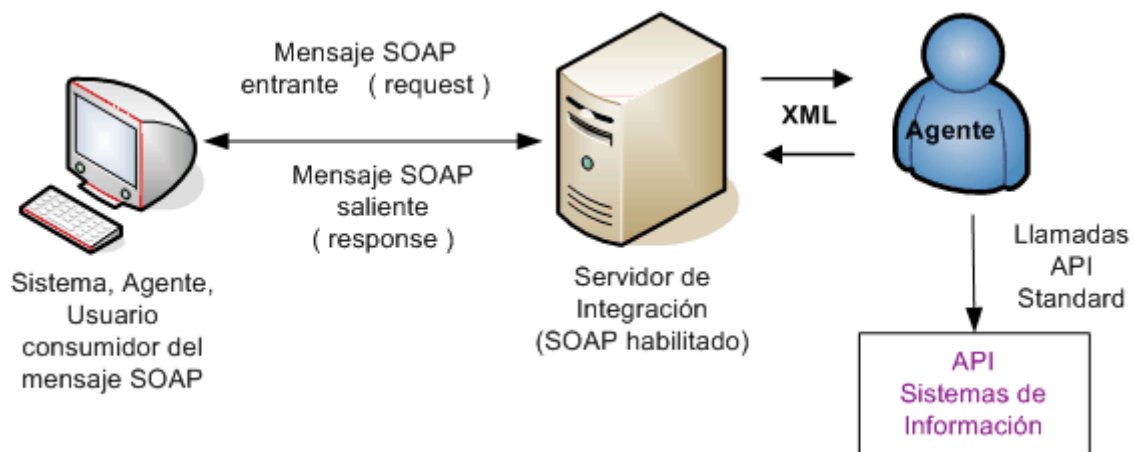 Mensaje SOAP
entrante ( request )
Mensaje SOAP
saliente
( response )
Sistema, Agente,
Usuario
consumidor del
mensaje SOAP
Servidor de
Integración
(SOAP habilitado)
XML
Agente
Llamadas
API
Standard
API
Sistemas de
Información